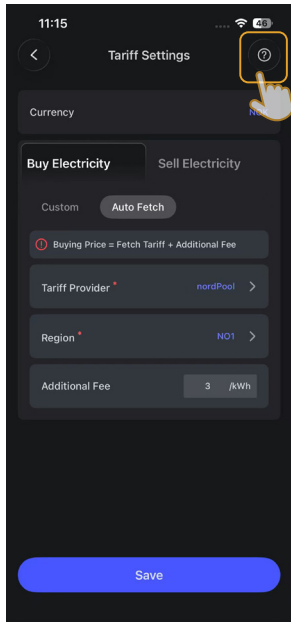 11:15
46
Tariff Settings
Currency
Buy Electricity
Sell Electricity
Custom
Auto Fetch
Buying Price = Fetch Tariff + Additional Fee
Tariff Provider *
nordPool
Region *
NO1
Additional Fee
3 /kWh
Save